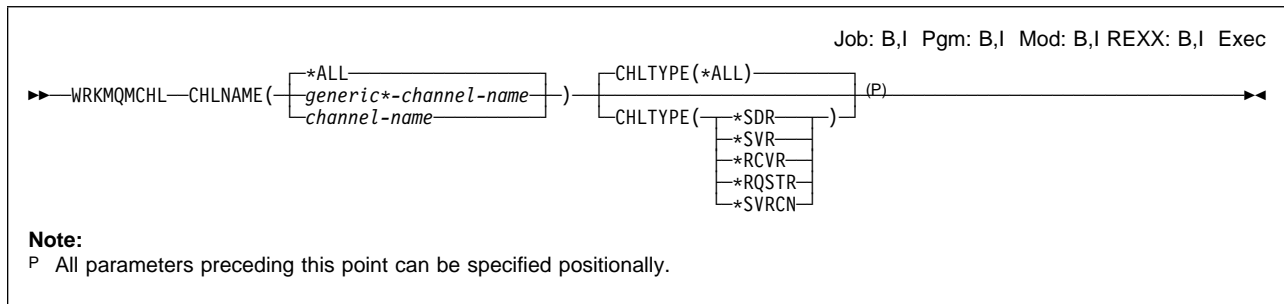 Job: B,I Pgm: B,I Mod: B,I REXX: B,I Exec
*ALL CHLTYPE(*ALL)
WRKMQMCHL CHLNAME( generic*-channel-name ) (P)
channel-name CHLTYPE( *SDR )
*SVR
*RCVR
*RQSTR
*SVRCN
Note:
P All parameters preceding this point can be specified positionally.